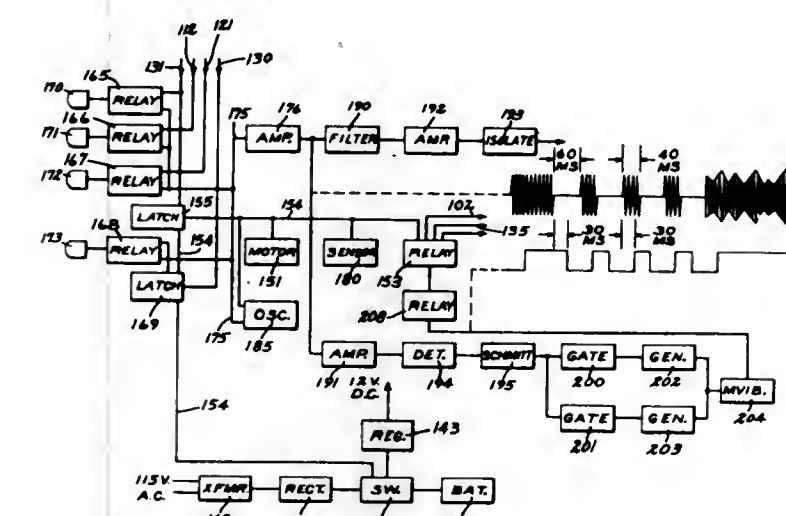 112
121
131
130
165
170
RELAY
166
171
RELAY
167
172
RELAY
155
LATCH
168
173
RELAY
154
LATCH
169
175
176
AMP.
190
FILTER
192
AMP.
193
ISOLATE
60 MS
40 MS
30 MS
30 MS
154
MOTOR
151
SENSOR
180
102
135
RELAY
153
RELAY
208
175
OSC.
185
AMP.
191
DET.
194
SCHMITT
195
GATE
200
GEN.
202
GATE
201
GEN.
203
MVIB.
204
12 V.
D.C.
REG.
143
154
115 V.
A.C.
XFMR.
RECT.
SW.
BAT.